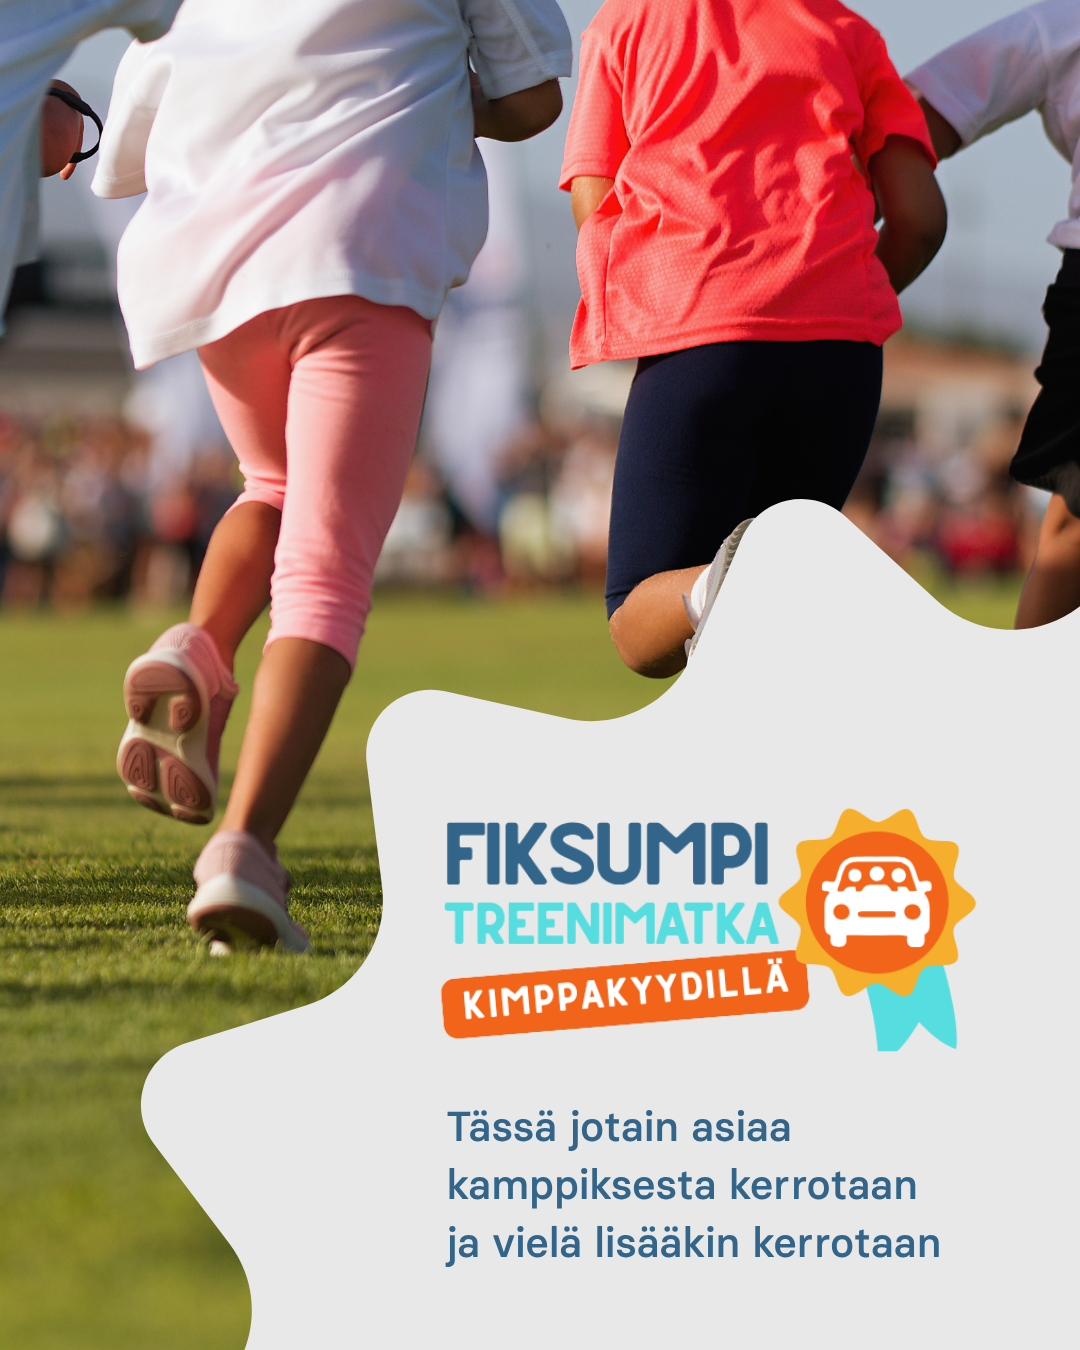 FIKSUMPI
TREENIMATKA
KIMPPAKYYDILLÄ
Tässä jotain asiaa
kamppiksesta kerrotaan
ja vielä lisääkin kerrotaan